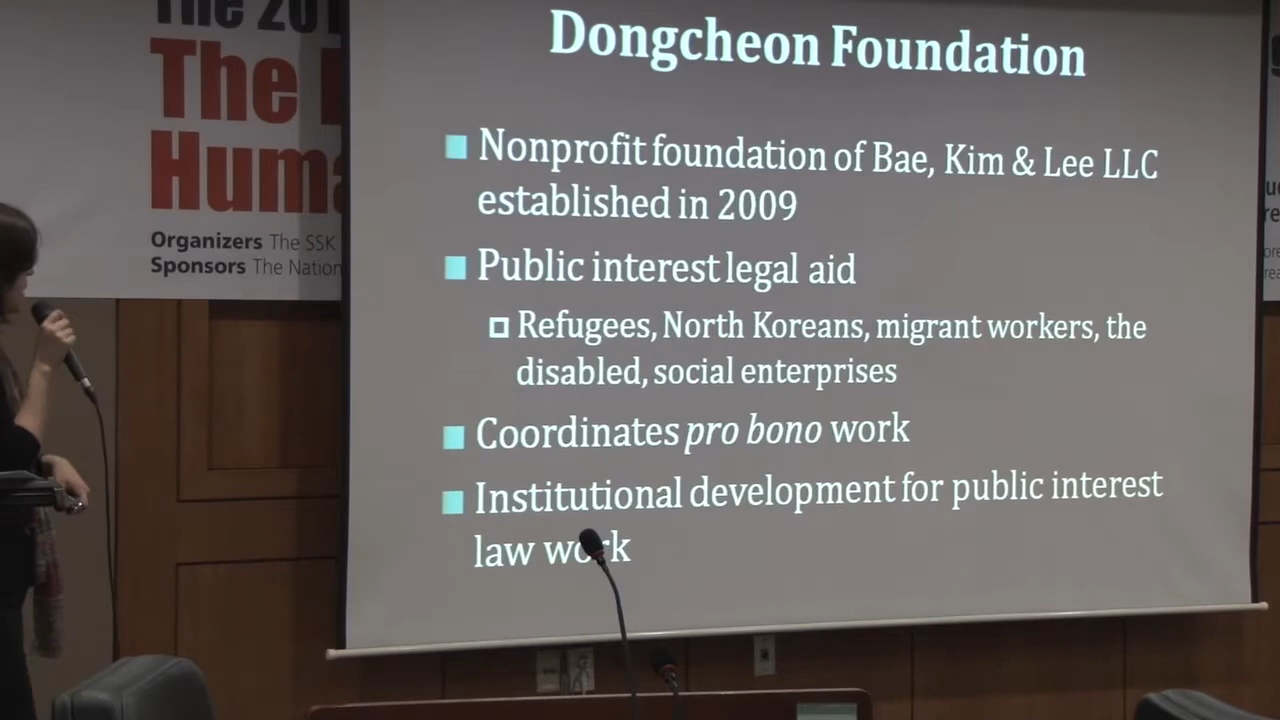 The 201
The
Huma
Organizers The SSK
Sponsors The Nation
Dongcheon Foundation
Nonprofit foundation of Bae, Kim & Lee LLC
established in 2009
Public interest legal aid
Refugees, North Koreans, migrant workers, the
disabled, social enterprises
Coordinates pro bono work
Institutional development for public interest
law work